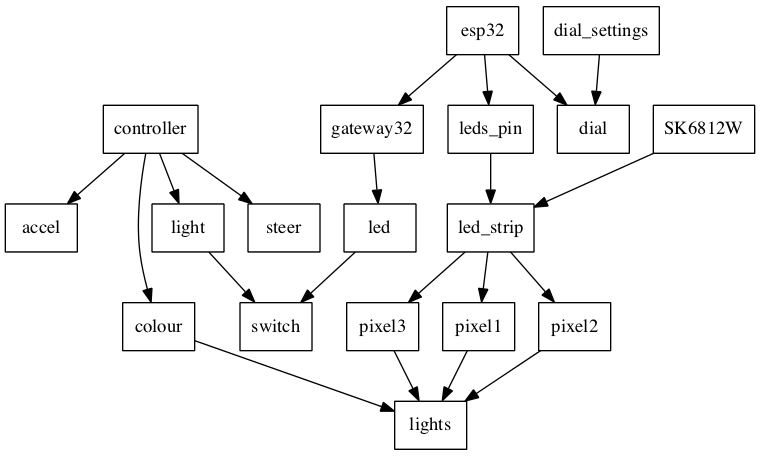 esp32
dial_settings
controller
gateway32
leds_pin
dial
SK6812W
accel
light
steer
led
led_strip
colour
switch
pixel3
pixel1
pixel2
lights